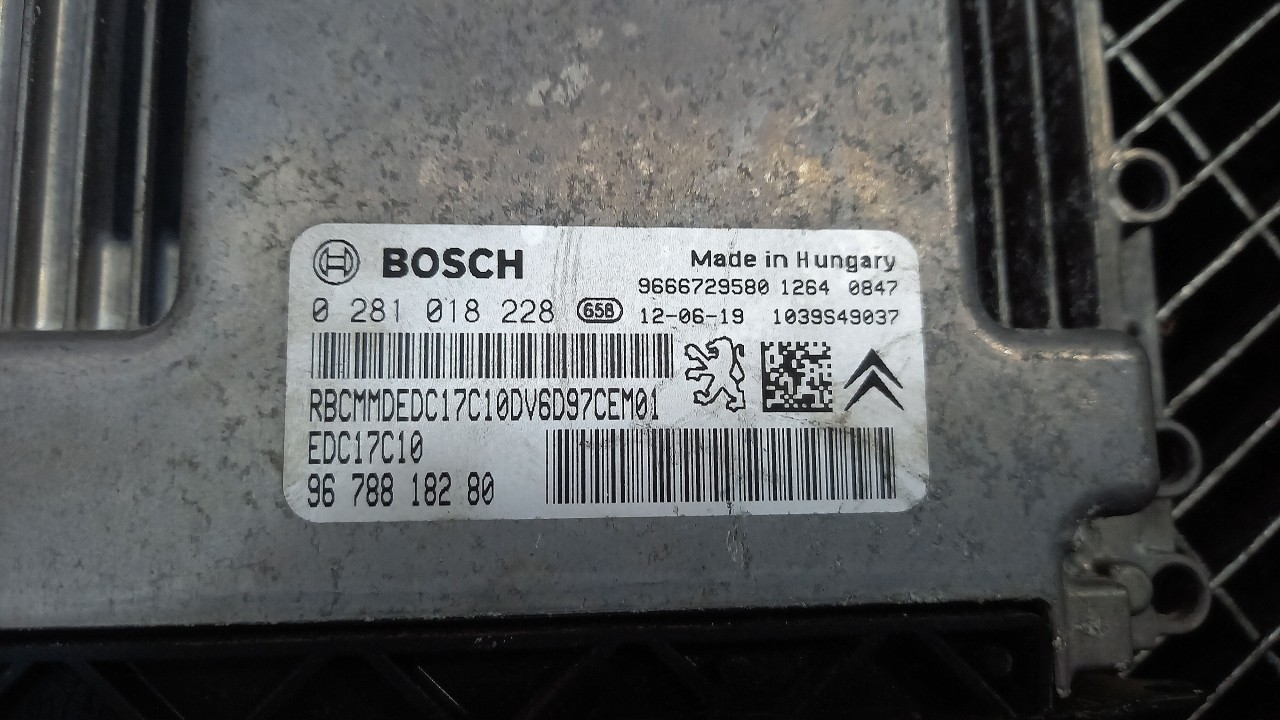 BOSCH
Made in Hungary
9666729580 1264 0847
0 281 018 228 658
12-06-19 1039S49037
RBCMMDEDC17C10DV6D97CEM01
EDC17C10
96 788 182 80